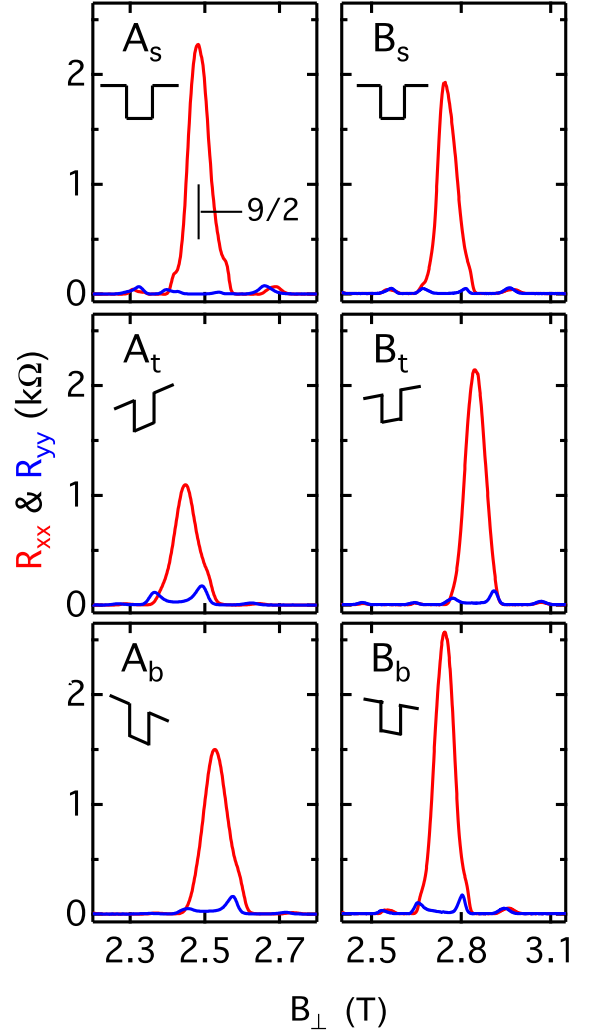 A_s
B_s
2
1
0
9/2
A_t
B_t
2
1
0
R_xx & R_yy (kΩ)
A_b
B_b
2
1
0
2.3 2.5 2.7 2.5 2.8 3.1
B_⊥ (T)